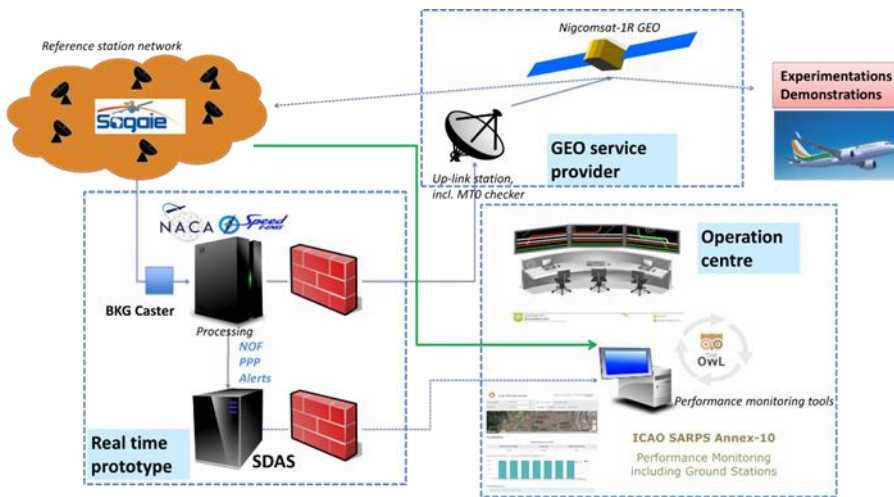 Reference station network
Sagaie
Nigcomsat-1R GEO
Experimentations
Demonstrations
GEO service
provider
Up-link station,
incl. MT0 checker
NACA
Speed
BKG Caster
Processing
NOF
PPP
Alerts
SDAS
Real time
prototype
Operation
centre
OWL
Performance monitoring tools
ICAO SARPS Annex-10
Performance Monitoring
including Ground Stations